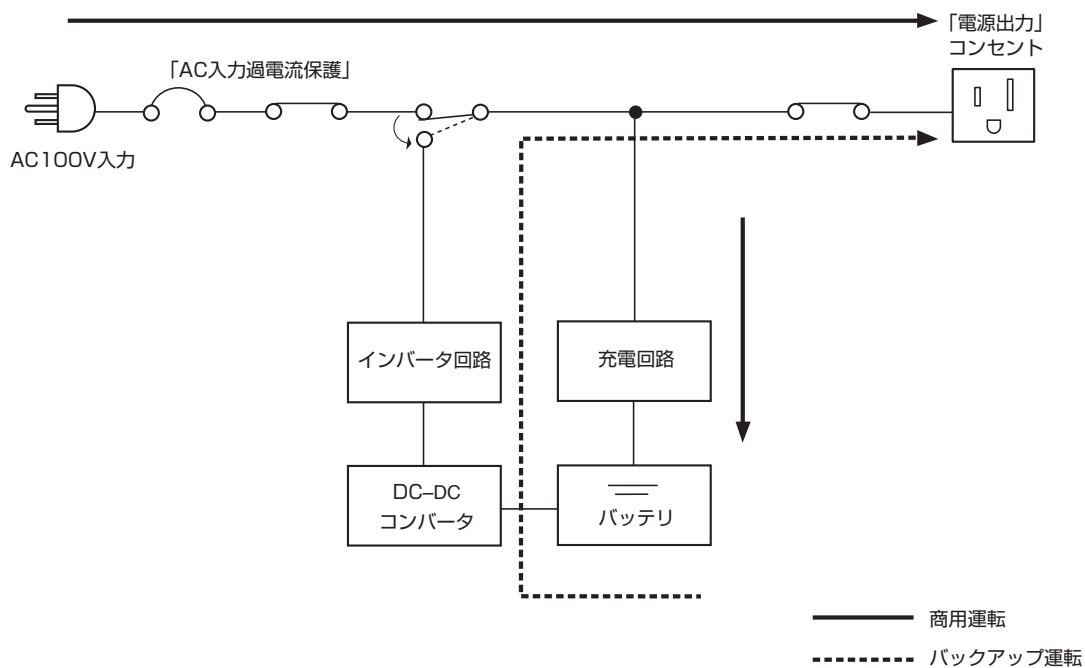 「電源出力」
コンセント
「AC入力過電流保護」
AC100V入力
インバータ回路
充電回路
DC–DC
コンバータ
バッテリ
商用運転
バックアップ運転